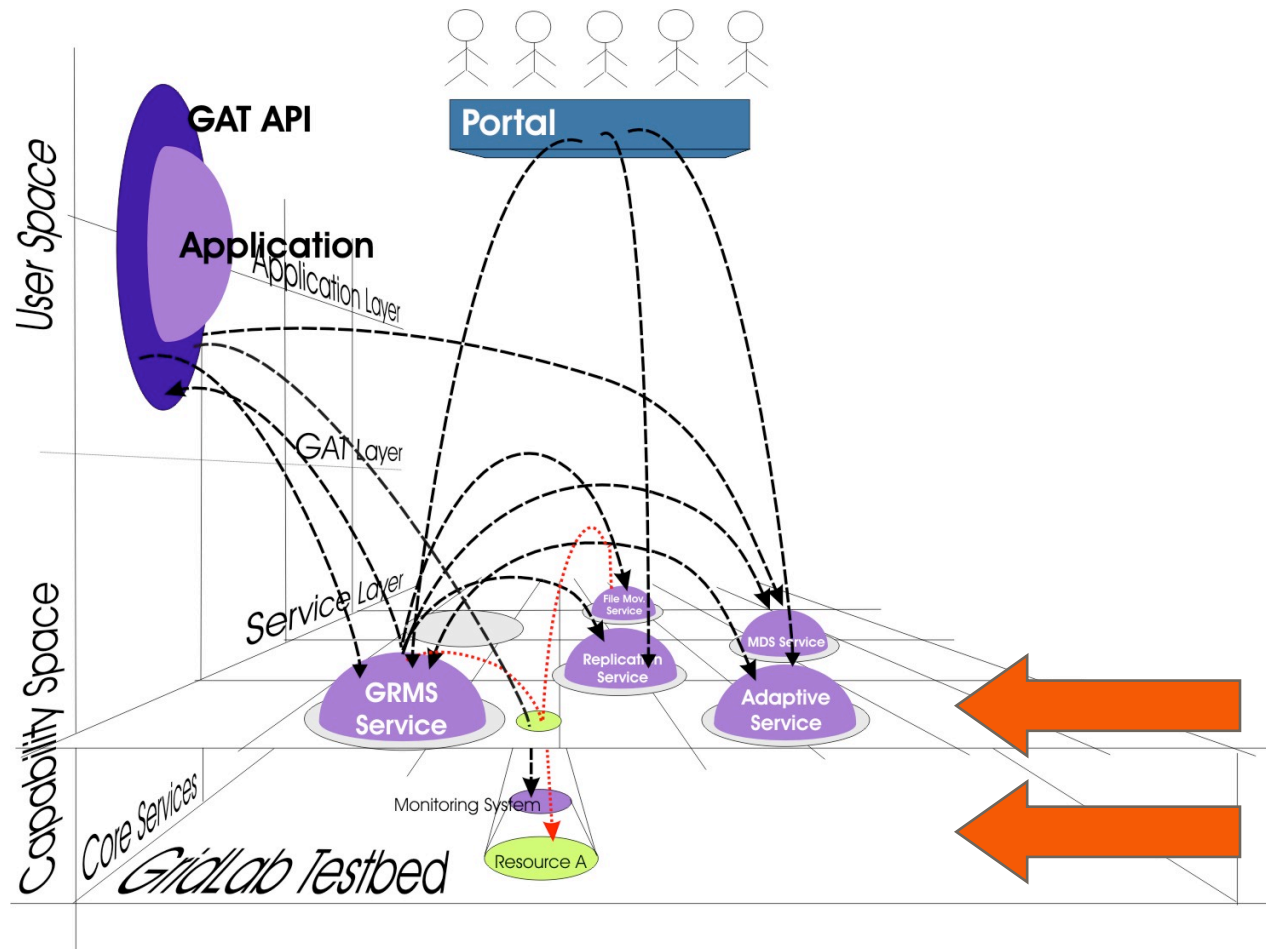 GAT API
Portal
User Space
Application
Application Layer
GAT Layer
Service Layer
File Mov.
Service
MDS Service
Replication
Service
GRMS
Service
Adaptive
Service
Capability Space
Core Services
Monitoring System
Resource A
GridLab Testbed